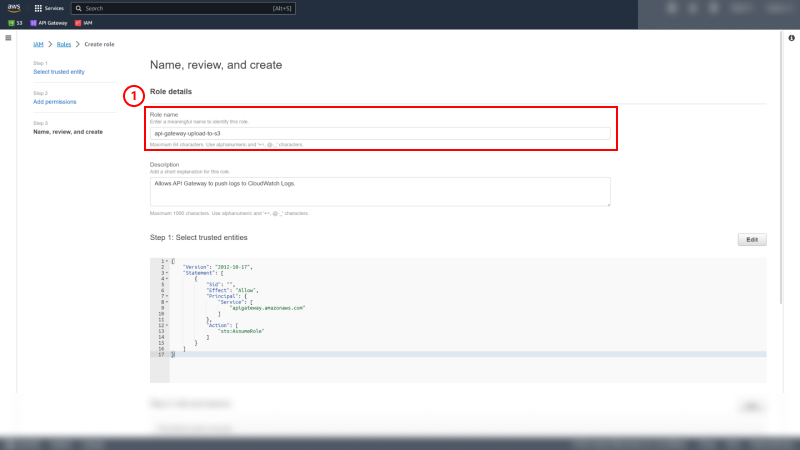 aws
Services
Search
[Alt+S]
S3
API Gateway
IAM
IAM > Roles > Create role
Step 1
Select trusted entity
Step 2
Add permissions
Step 3
Name, review, and create
Name, review, and create
1
Role details
Role name
Enter a meaningful name to identify this role.
api-gateway-upload-to-s3
Maximum 64 characters. Use alphanumeric and '+=,.@-_' characters.
Description
Add a short explanation for this role.
Allows API Gateway to push logs to CloudWatch Logs.
Maximum 1000 characters. Use alphanumeric and '+=,.@-_' characters.
Step 1: Select trusted entities
Edit
1 {
2 "Version": "2012-10-17",
3 "Statement": [
4 {
5 "Sid": "",
6 "Effect": "Allow",
7 "Principal": {
8 "Service": [
9 "apigateway.amazonaws.com"
10 ]
11 },
12 "Action": [
13 "sts:AssumeRole"
14 ]
15 }
16 ]
17 }